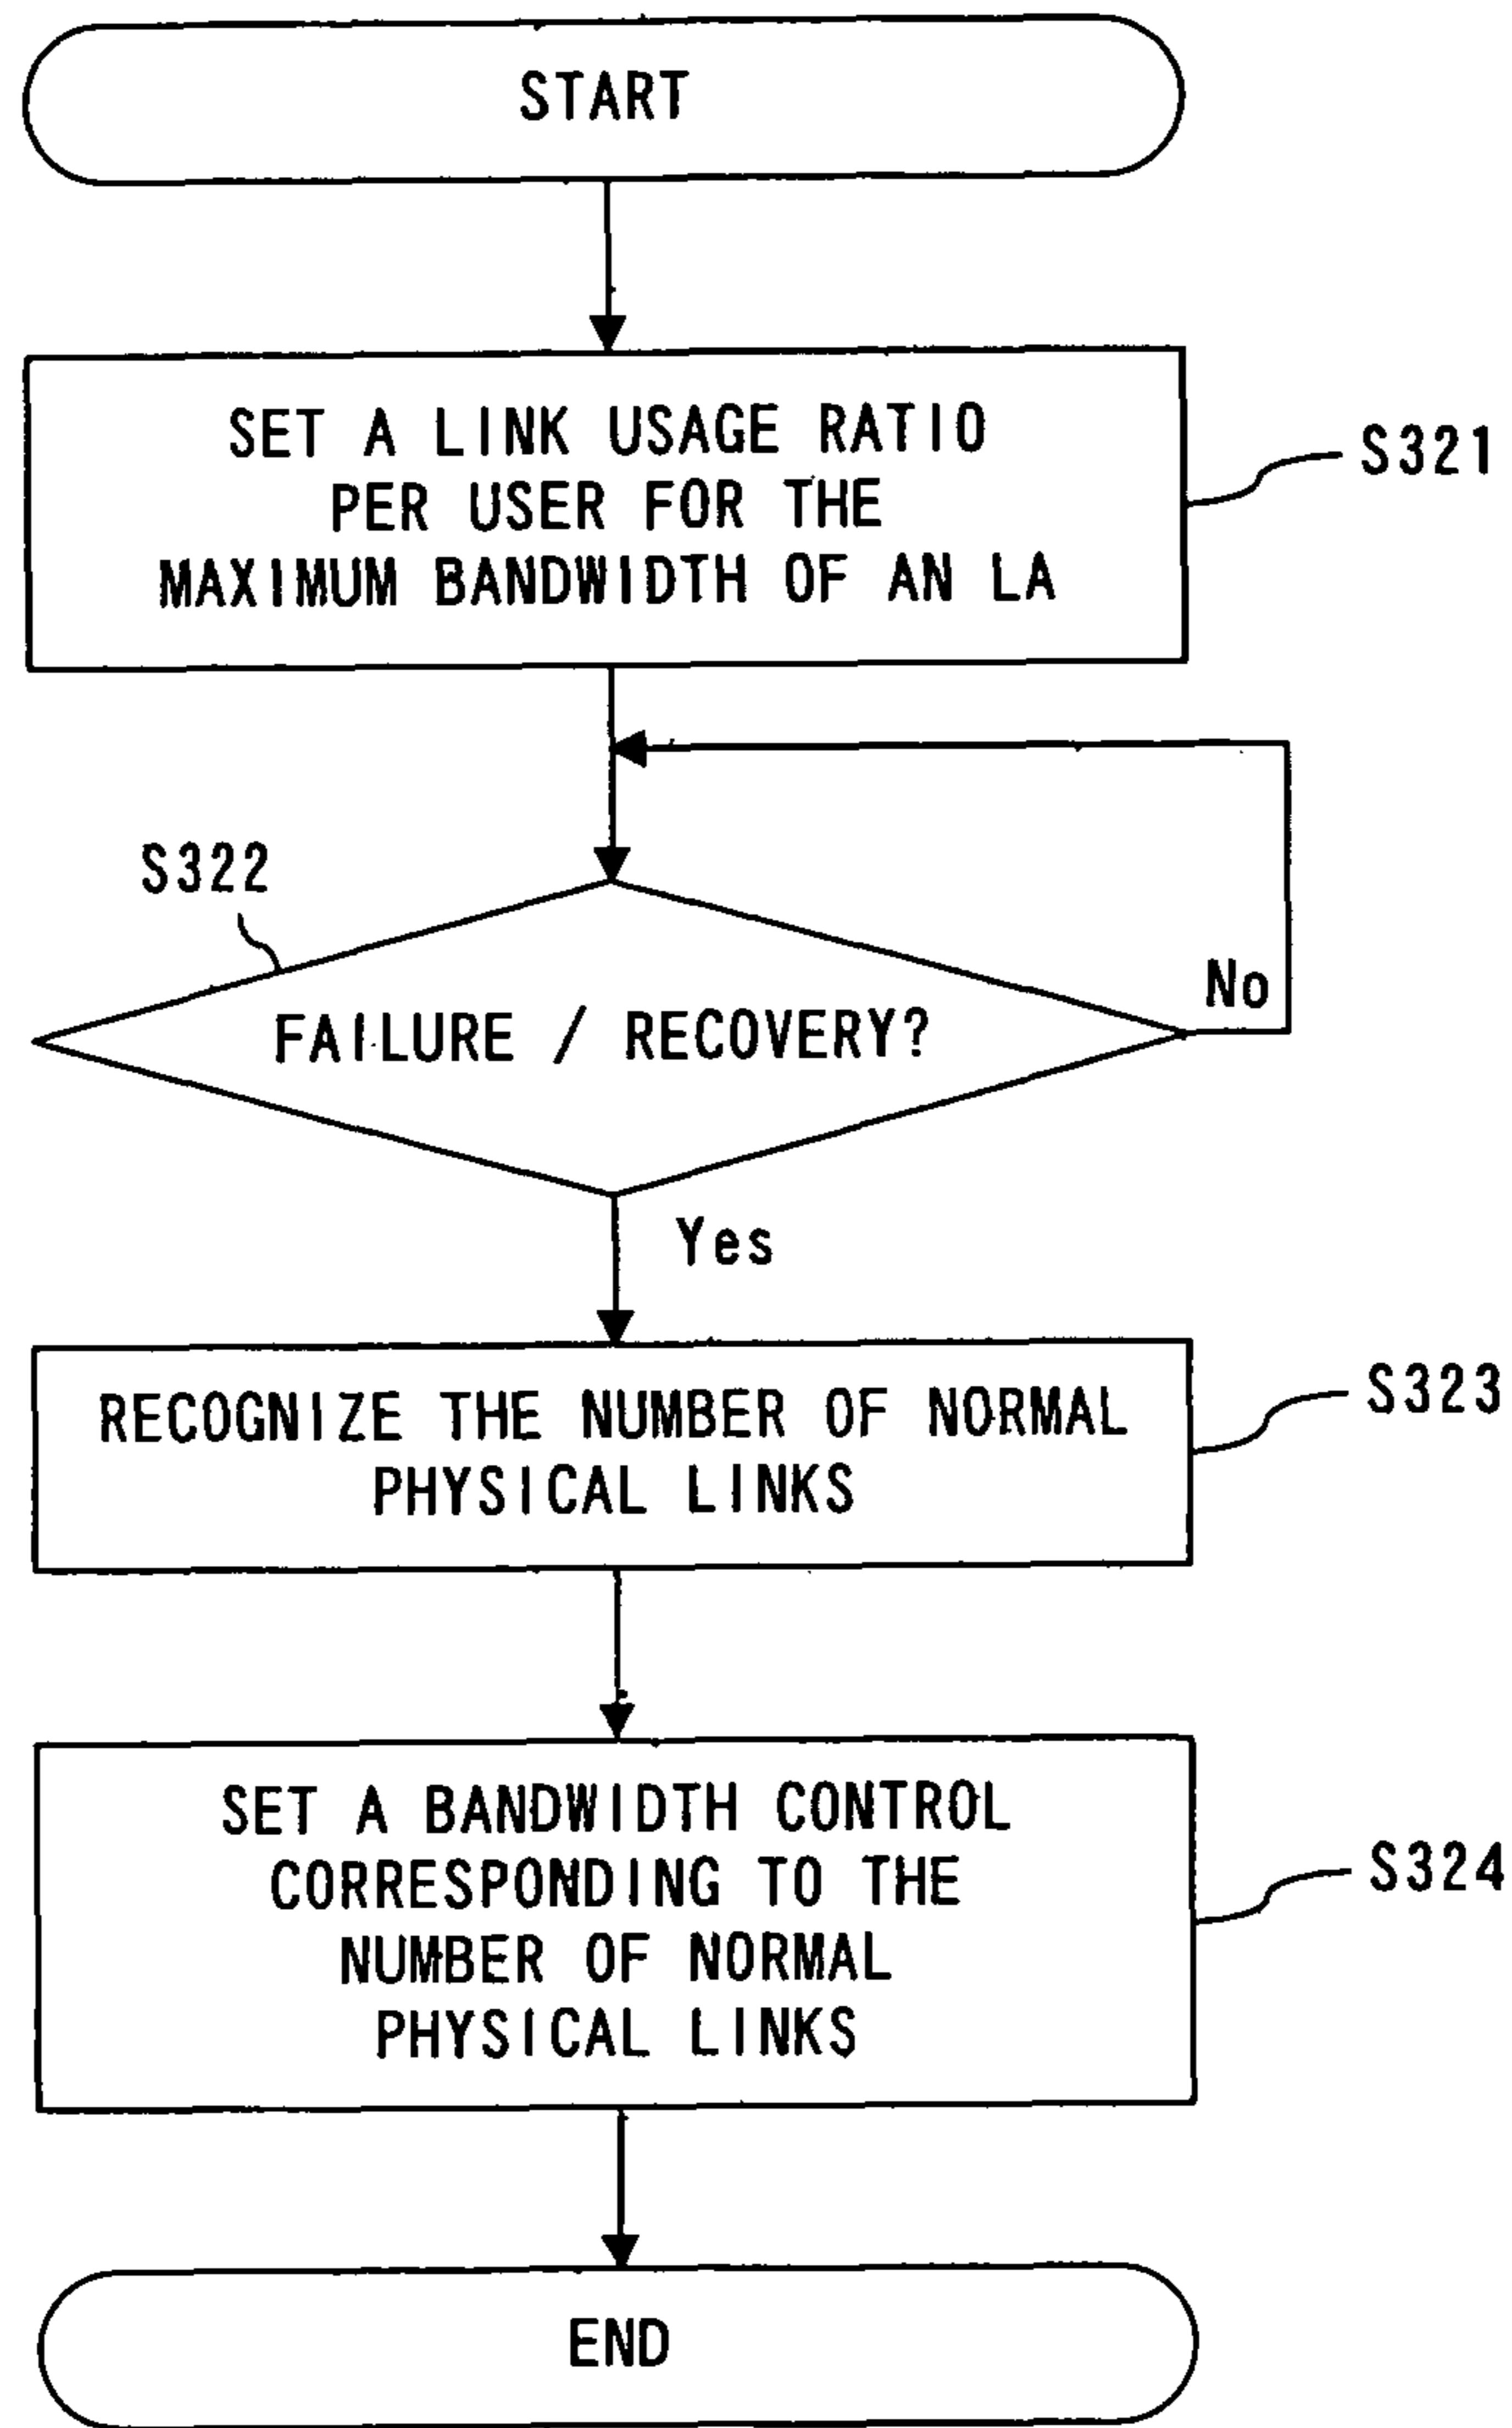 START
SET A LINK USAGE RATIO
PER USER FOR THE
MAXIMUM BANDWIDTH OF AN LA
S321
S322
FAILURE / RECOVERY?
No
Yes
RECOGNIZE THE NUMBER OF NORMAL
PHYSICAL LINKS
S323
SET A BANDWIDTH CONTROL
CORRESPONDING TO THE
NUMBER OF NORMAL
PHYSICAL LINKS
S324
END